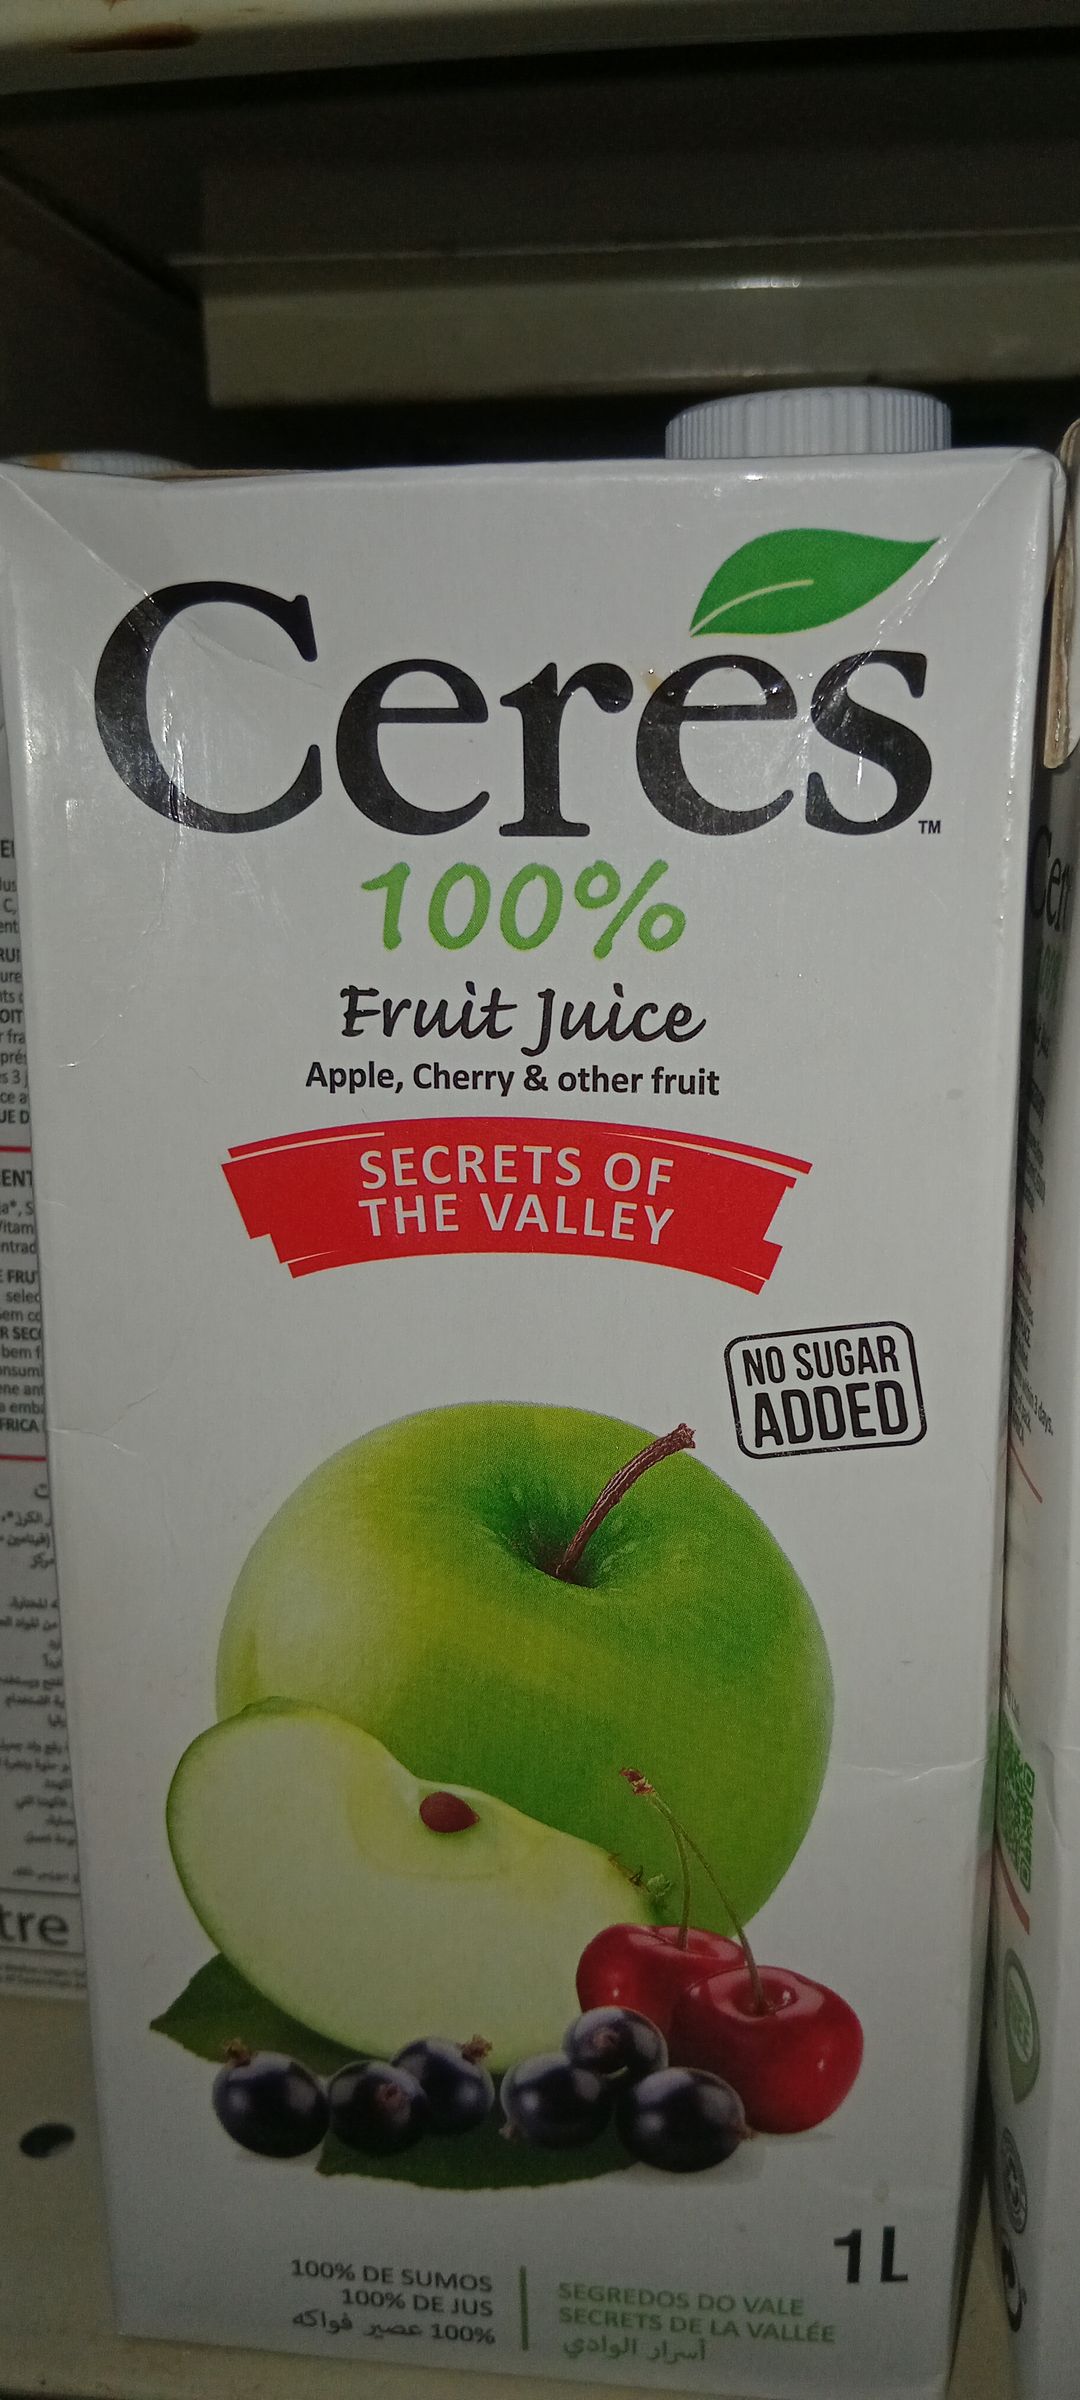 Ceres
TM
100%
Fruit Juice
Apple, Cherry & other fruit
SECRETS OF
THE VALLEY
NO SUGAR
ADDED
1L
100% DE SUMOS
100% DE JUS
100% عصير فواكه
SEGREDOS DO VALE
SECRETS DE LA VALLÉE
أسرار الوادي